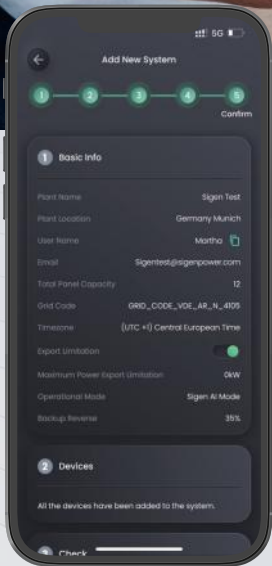 5G
Add New System
1 2 3 4 5
Confirm
1 Basic Info
Plant Name Sigen Test
Plant Location Germany Munich
User Name Martha
Email Sigentest@sigenpower.com
Total Panel Capacity 12
Grid Code GRID_CODE_VDE_AR_N_4105
Timezone (UTC +1) Central European Time
Export Limitation
Maximum Power Export Limitation 0kW
Operational Mode Sigen AI Mode
Backup Reverse 35%
2 Devices
All the devices have been added to the system.
3 Check